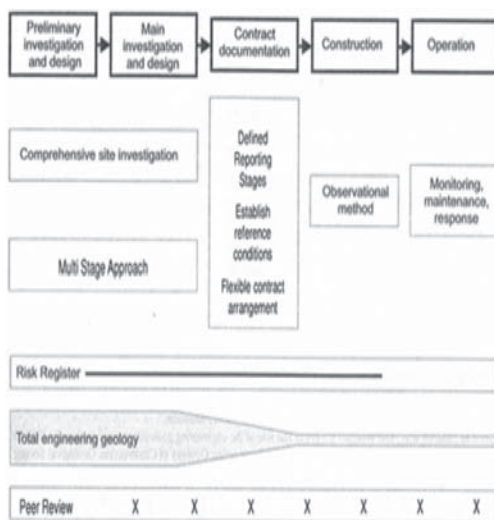 Preliminary
investigation
and design
Main
investigation
and design
Contract
documentation
Construction
Operation
Comprehensive site investigation
Multi Stage Approach
Defined
Reporting
Stages
Establish
reference
conditions
Flexible contract
arrangement
Observational
method
Monitoring,
maintenance,
response
Risk Register
Total engineering geology
Peer Review X X X X X X X